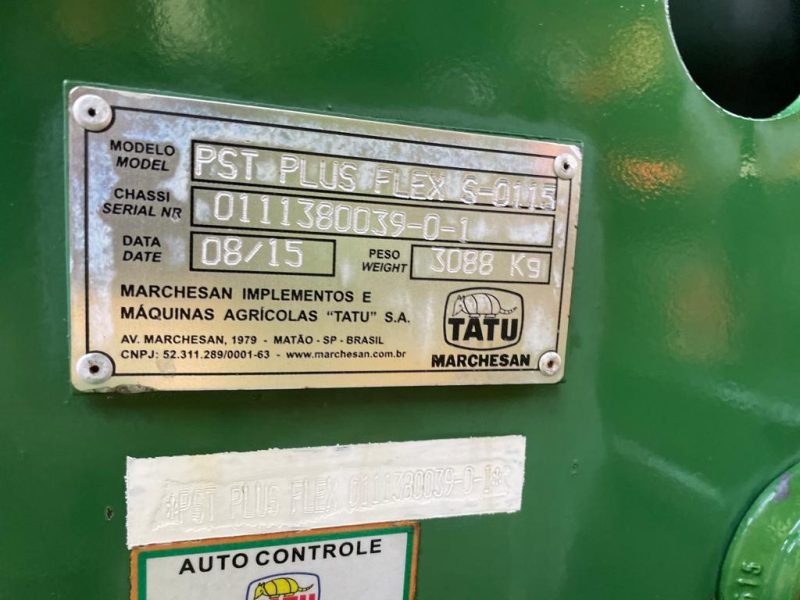 MODELO
MODEL
PST PLUS FLEX S-0115
CHASSI
SERIAL NR
0111380039-0-1
DATA
DATE
08/15
PESO
WEIGHT
3088 Kg
MARCHESAN IMPLEMENTOS E
MÁQUINAS AGRÍCOLAS “TATU” S.A.
AV. MARCHESAN, 1979 - MATÃO - SP - BRASIL
CNPJ: 52.311.289/0001-63 - www.marchesan.com.br
TATU
MARCHESAN
*PST PLUS FLEX 0111380039-0-1*
AUTO CONTROLE
TATU